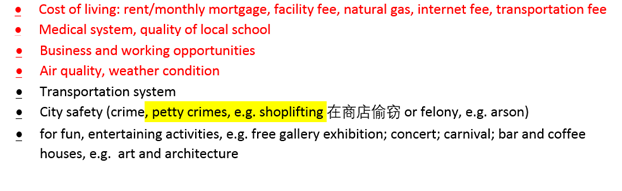 ● Cost of living: rent/monthly mortgage, facility fee, natural gas, internet fee, transportation fee
● Medical system, quality of local school
● Business and working opportunities
● Air quality, weather condition
● Transportation system
● City safety (crime, petty crimes, e.g. shoplifting 在商店偷窃 or felony, e.g. arson)
● for fun, entertaining activities, e.g. free gallery exhibition; concert; carnival; bar and coffee
houses, e.g.  art and architecture